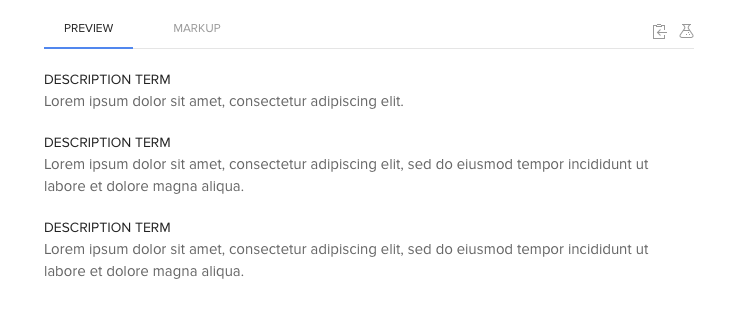 PREVIEW MARKUP
DESCRIPTION TERM
Lorem ipsum dolor sit amet, consectetur adipiscing elit.
DESCRIPTION TERM
Lorem ipsum dolor sit amet, consectetur adipiscing elit, sed do eiusmod tempor incididunt ut
labore et dolore magna aliqua.
DESCRIPTION TERM
Lorem ipsum dolor sit amet, consectetur adipiscing elit, sed do eiusmod tempor incididunt ut
labore et dolore magna aliqua.